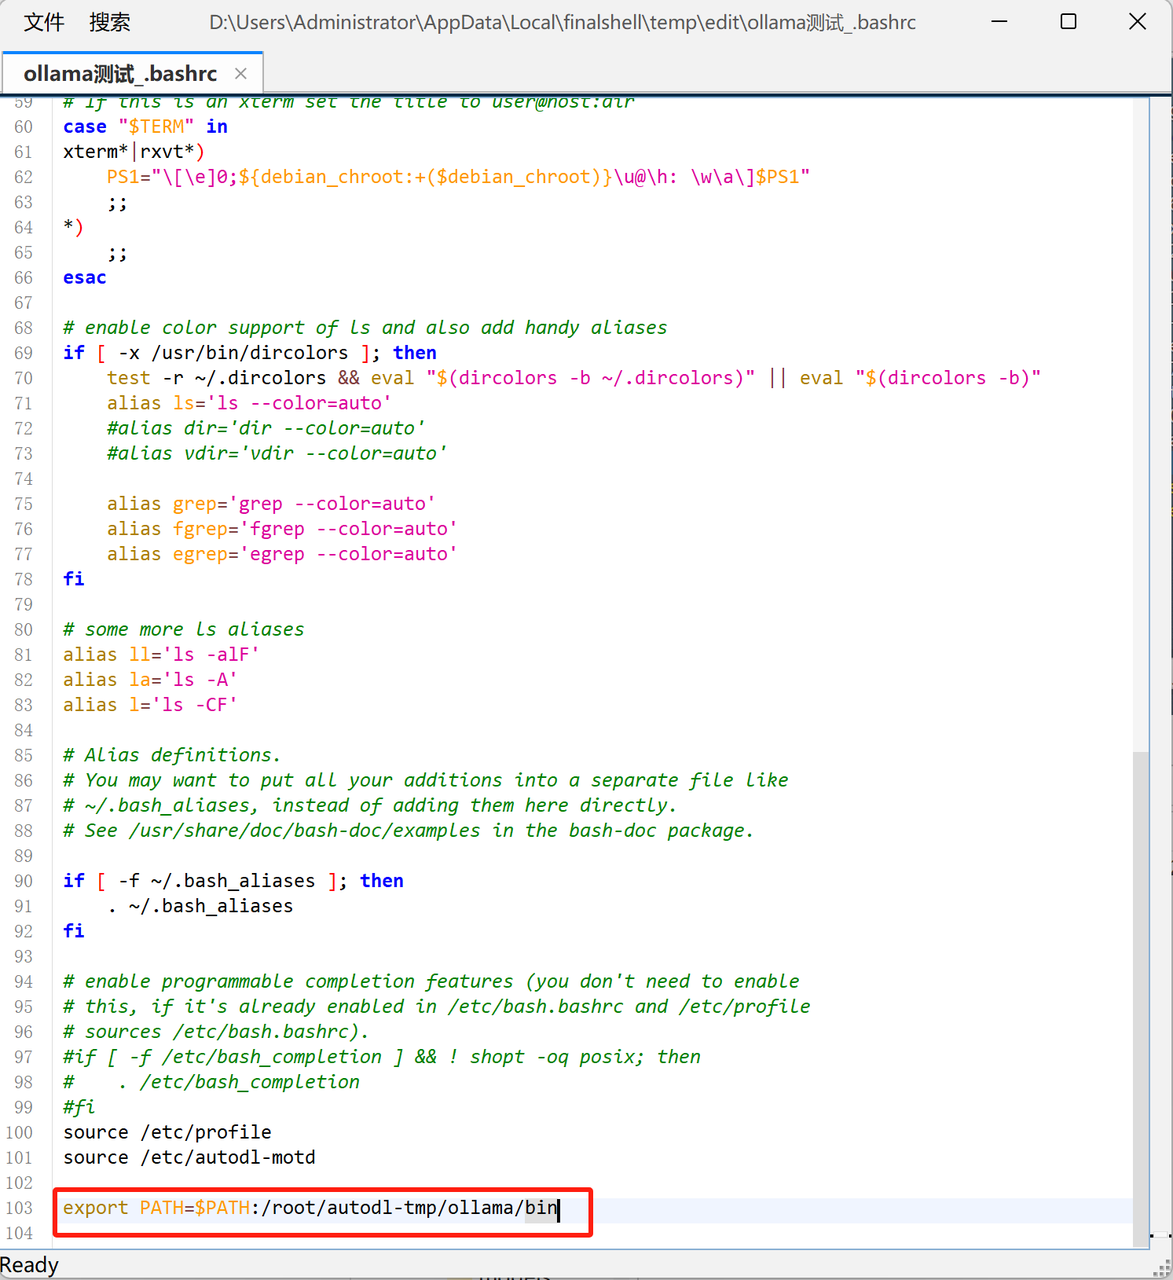 文件 搜索 D:\Users\Administrator\AppData\Local\finalshell\temp\edit\ollama测试_.bashrc
ollama测试_.bashrc
59 # If this is an xterm set the title to user@host:dir
60 case "$TERM" in
61 xterm*|rxvt*)
62     PS1="\[\e]0;${debian_chroot:+($debian_chroot)}\u@\h: \w\a\]$PS1"
63     ;;
64 *)
65     ;;
66 esac
67
68 # enable color support of ls and also add handy aliases
69 if [ -x /usr/bin/dircolors ]; then
70     test -r ~/.dircolors && eval "$(dircolors -b ~/.dircolors)" || eval "$(dircolors -b)"
71     alias ls='ls --color=auto'
72     #alias dir='dir --color=auto'
73     #alias vdir='vdir --color=auto'
74
75     alias grep='grep --color=auto'
76     alias fgrep='fgrep --color=auto'
77     alias egrep='egrep --color=auto'
78 fi
79
80 # some more ls aliases
81 alias ll='ls -alF'
82 alias la='ls -A'
83 alias l='ls -CF'
84
85 # Alias definitions.
86 # You may want to put all your additions into a separate file like
87 # ~/.bash_aliases, instead of adding them here directly.
88 # See /usr/share/doc/bash-doc/examples in the bash-doc package.
89
90 if [ -f ~/.bash_aliases ]; then
91     . ~/.bash_aliases
92 fi
93
94 # enable programmable completion features (you don't need to enable
95 # this, if it's already enabled in /etc/bash.bashrc and /etc/profile
96 # sources /etc/bash.bashrc).
97 #if [ -f /etc/bash_completion ] && ! shopt -oq posix; then
98 #    . /etc/bash_completion
99 #fi
100 source /etc/profile
101 source /etc/autodl-motd
102
103 export PATH=$PATH:/root/autodl-tmp/ollama/bin
104
Ready